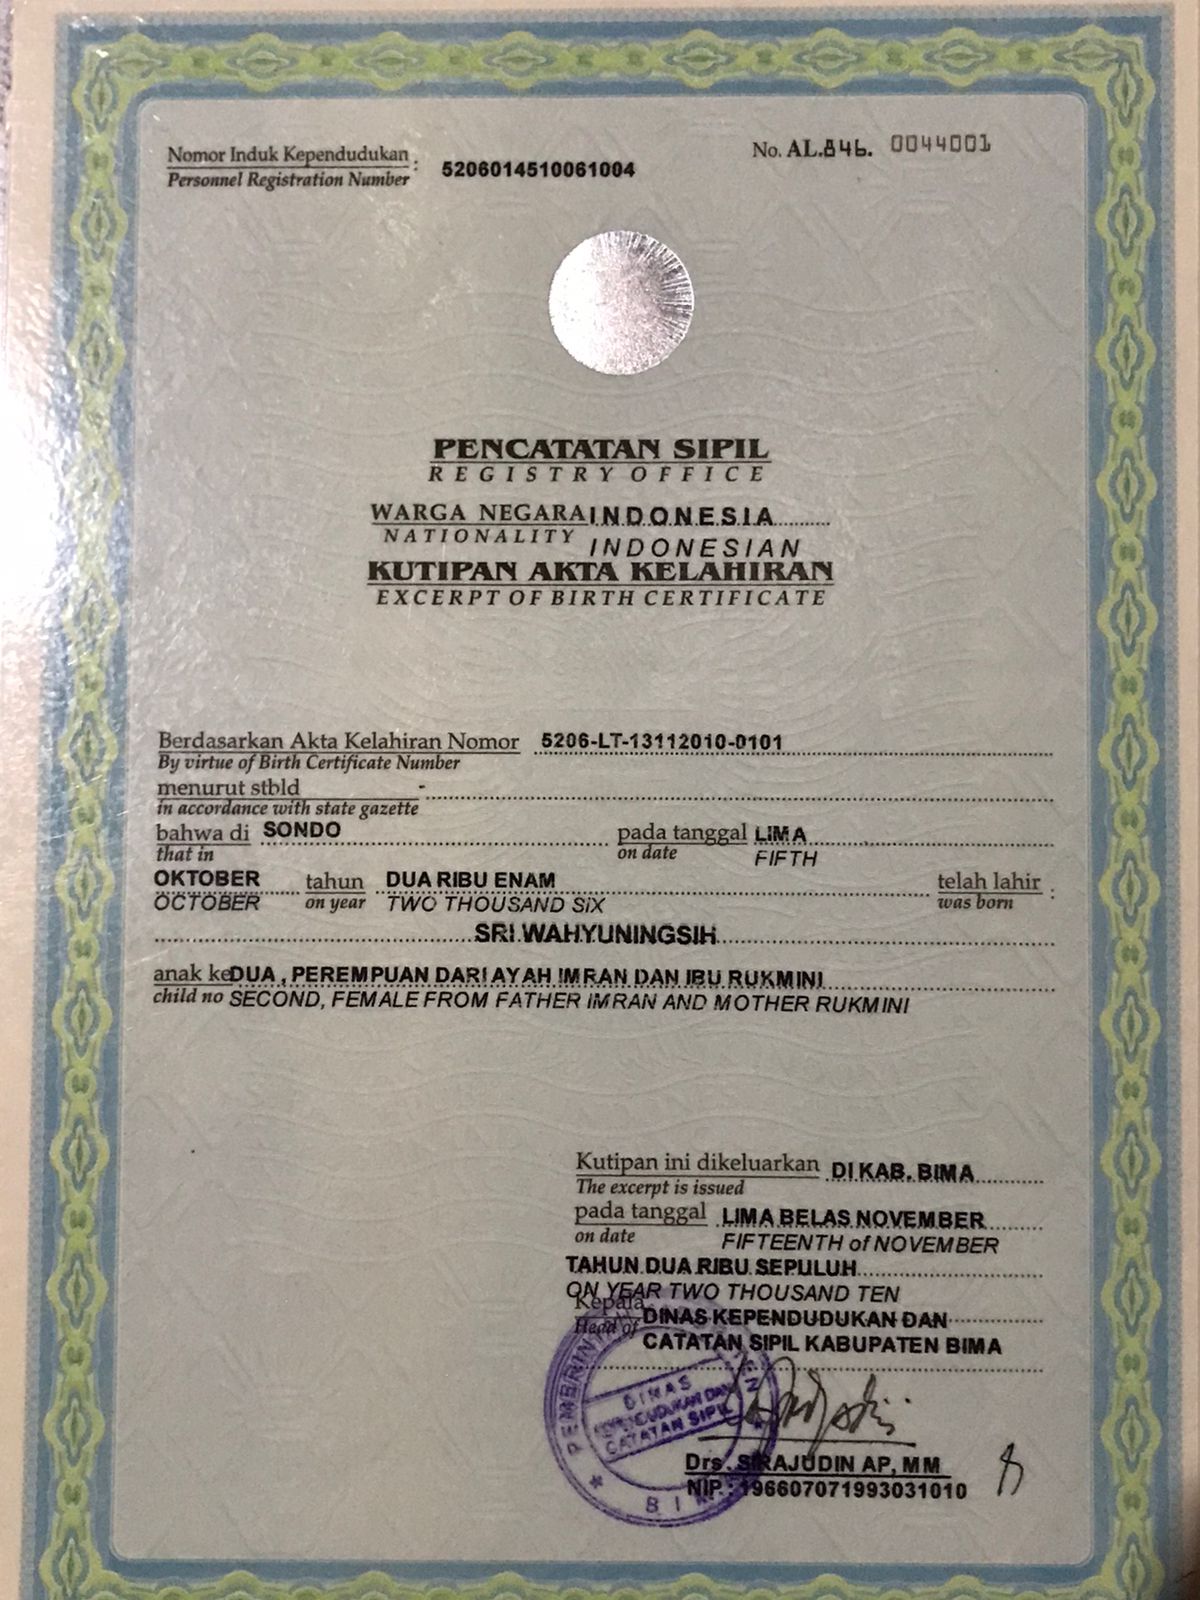 Nomor Induk Kependudukan : 5206014510061004
Personnel Registration Number
No. AL.846. 0044001
PENCATATAN SIPIL
REGISTRY OFFICE
WARGA NEGARA INDONESIA
NATIONALITY INDONESIAN
KUTIPAN AKTA KELAHIRAN
EXCERPT OF BIRTH CERTIFICATE
Berdasarkan Akta Kelahiran Nomor 5206-LT-13112010-0101
By virtue of Birth Certificate Number
menurut stbld -
in accordance with state gazette
bahwa di SONDO pada tanggal LIMA
that in on date FIFTH
OKTOBER tahun DUA RIBU ENAM telah lahir :
OCTOBER on year TWO THOUSAND SIX was born
SRI WAHYUNINGSIH
anak ke DUA , PEREMPUAN DARI AYAH IMRAN DAN IBU RUKMINI
child no SECOND, FEMALE FROM FATHER IMRAN AND MOTHER RUKMINI
Kutipan ini dikeluarkan DI KAB. BIMA
The excerpt is issued
pada tanggal LIMA BELAS NOVEMBER
on date FIFTEENTH of NOVEMBER
TAHUN DUA RIBU SEPULUH
ON YEAR TWO THOUSAND TEN
Kepala DINAS KEPENDUDUKAN DAN
Head of CATATAN SIPIL KABUPATEN BIMA
DINAS
KEPENDUDUKAN DAN
CATATAN SIPIL
Drs. SIRAJUDIN AP, MM
NIP : 196607071993031010